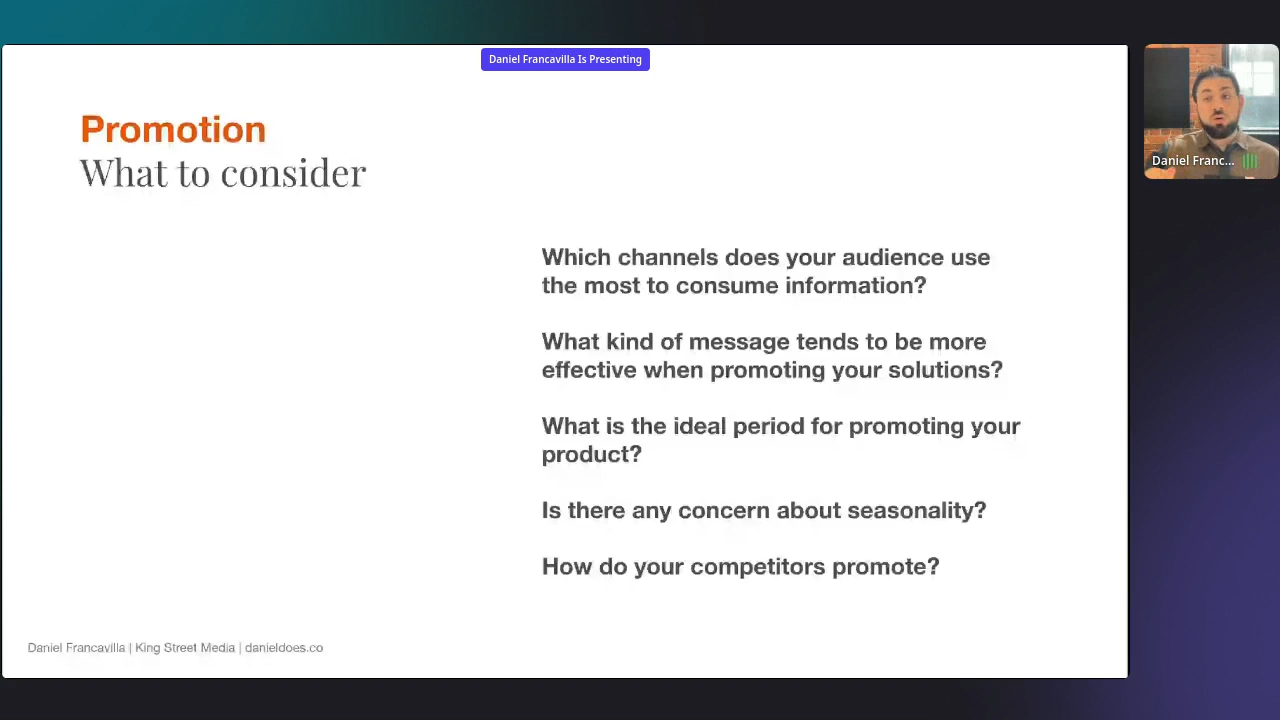 Daniel Francavilla Is Presenting
Promotion
What to consider
Which channels does your audience use
the most to consume information?
What kind of message tends to be more
effective when promoting your solutions?
What is the ideal period for promoting your
product?
Is there any concern about seasonality?
How do your competitors promote?
Daniel Francavilla | King Street Media | danieldoes.co
Daniel Franc...